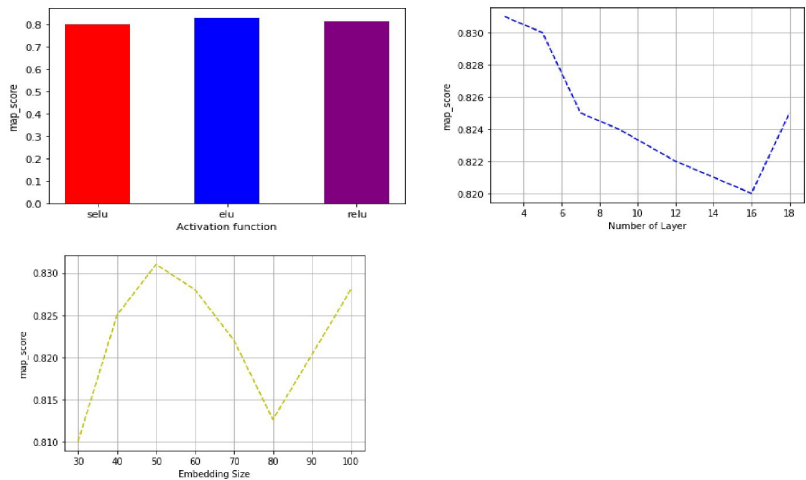 0.8
0.7
0.6
0.5
0.4
0.3
0.2
0.1
0.0
map_score
selu elu relu
Activation function
0.830
0.828
0.826
0.824
0.822
0.820
map_score
4 6 8 10 12 14 16 18
Number of Layer
0.830
0.825
0.820
0.815
0.810
map_score
30 40 50 60 70 80 90 100
Embedding Size